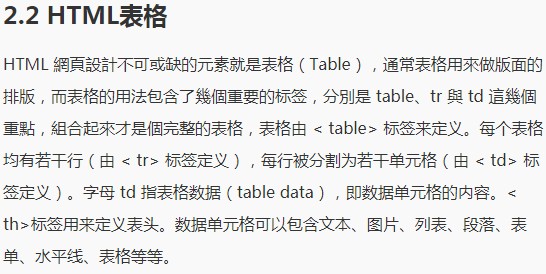 2.2 HTML表格
HTML 網頁設計不可或缺的元素就是表格（Table），通常表格用來做版面的
排版，而表格的用法包含了幾個重要的标签，分別是 table、tr 與 td 這幾個
重點，組合起來才是個完整的表格，表格由 < table> 标签来定义。每个表格
均有若干行（由 < tr> 标签定义），每行被分割为若干单元格（由 < td> 标
签定义）。字母 td 指表格数据（table data），即数据单元格的内容。<
th>标签用来定义表头。数据单元格可以包含文本、图片、列表、段落、表
单、水平线、表格等等。